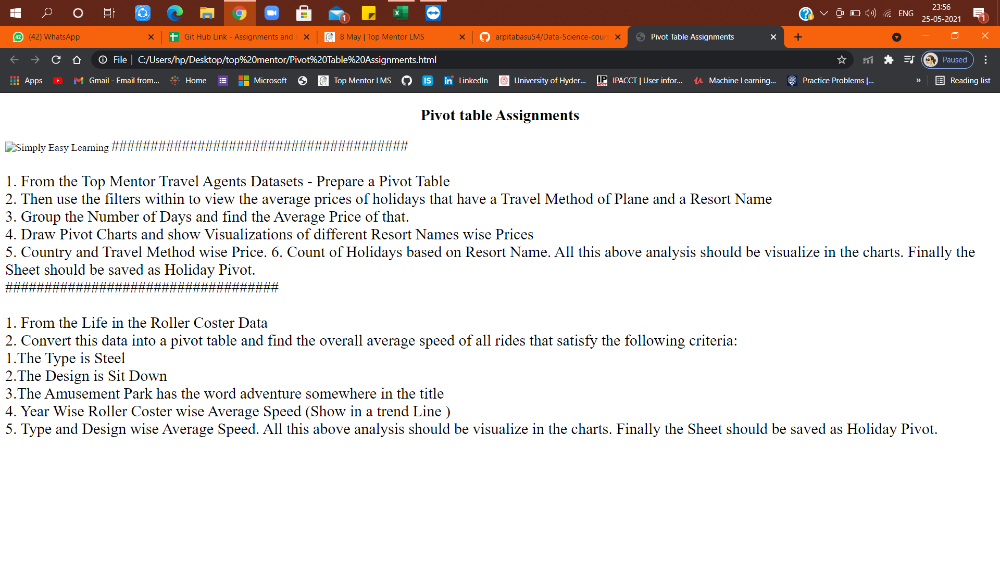 23:56
ENG
25-05-2021
1
1
42 (42) WhatsApp
Git Hub Link - Assignments and
8 May | Top Mentor LMS
arpitabasu54/Data-Science-cours
Pivot Table Assignments
File | C:/Users/hp/Desktop/top%20mentor/Pivot%20Table%20Assignments.html
Paused
Apps
Gmail - Email from...
Home
Microsoft
Top Mentor LMS
IS
LinkedIn
University of Hyder...
IPACCT | User infor...
Machine Learning...
Practice Problems |...
»
Reading list
Pivot table Assignments
Simply Easy Learning ######################################
1. From the Top Mentor Travel Agents Datasets - Prepare a Pivot Table
2. Then use the filters within to view the average prices of holidays that have a Travel Method of Plane and a Resort Name
3. Group the Number of Days and find the Average Price of that.
4. Draw Pivot Charts and show Visualizations of different Resort Names wise Prices
5. Country and Travel Method wise Price. 6. Count of Holidays based on Resort Name. All this above analysis should be visualize in the charts. Finally the
Sheet should be saved as Holiday Pivot.
###################################
1. From the Life in the Roller Coster Data
2. Convert this data into a pivot table and find the overall average speed of all rides that satisfy the following criteria:
1.The Type is Steel
2.The Design is Sit Down
3.The Amusement Park has the word adventure somewhere in the title
4. Year Wise Roller Coster wise Average Speed (Show in a trend Line )
5. Type and Design wise Average Speed. All this above analysis should be visualize in the charts. Finally the Sheet should be saved as Holiday Pivot.